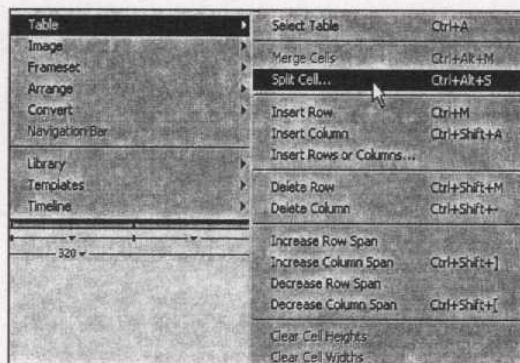 Table
Image
Frameset
Arrange
Convert
Navigation Bar
Library
Templates
Timeline
320
Select Table Ctrl+A
Merge Cells Ctrl+Alt+M
Split Cell... Ctrl+Alt+S
Insert Row Ctrl+M
Insert Column Ctrl+Shift+A
Insert Rows or Columns...
Delete Row Ctrl+Shift+M
Delete Column Ctrl+Shift+-
Increase Row Span
Increase Column Span Ctrl+Shift+]
Decrease Row Span
Decrease Column Span Ctrl+Shift+[
Clear Cell Heights
Clear Cell Widths